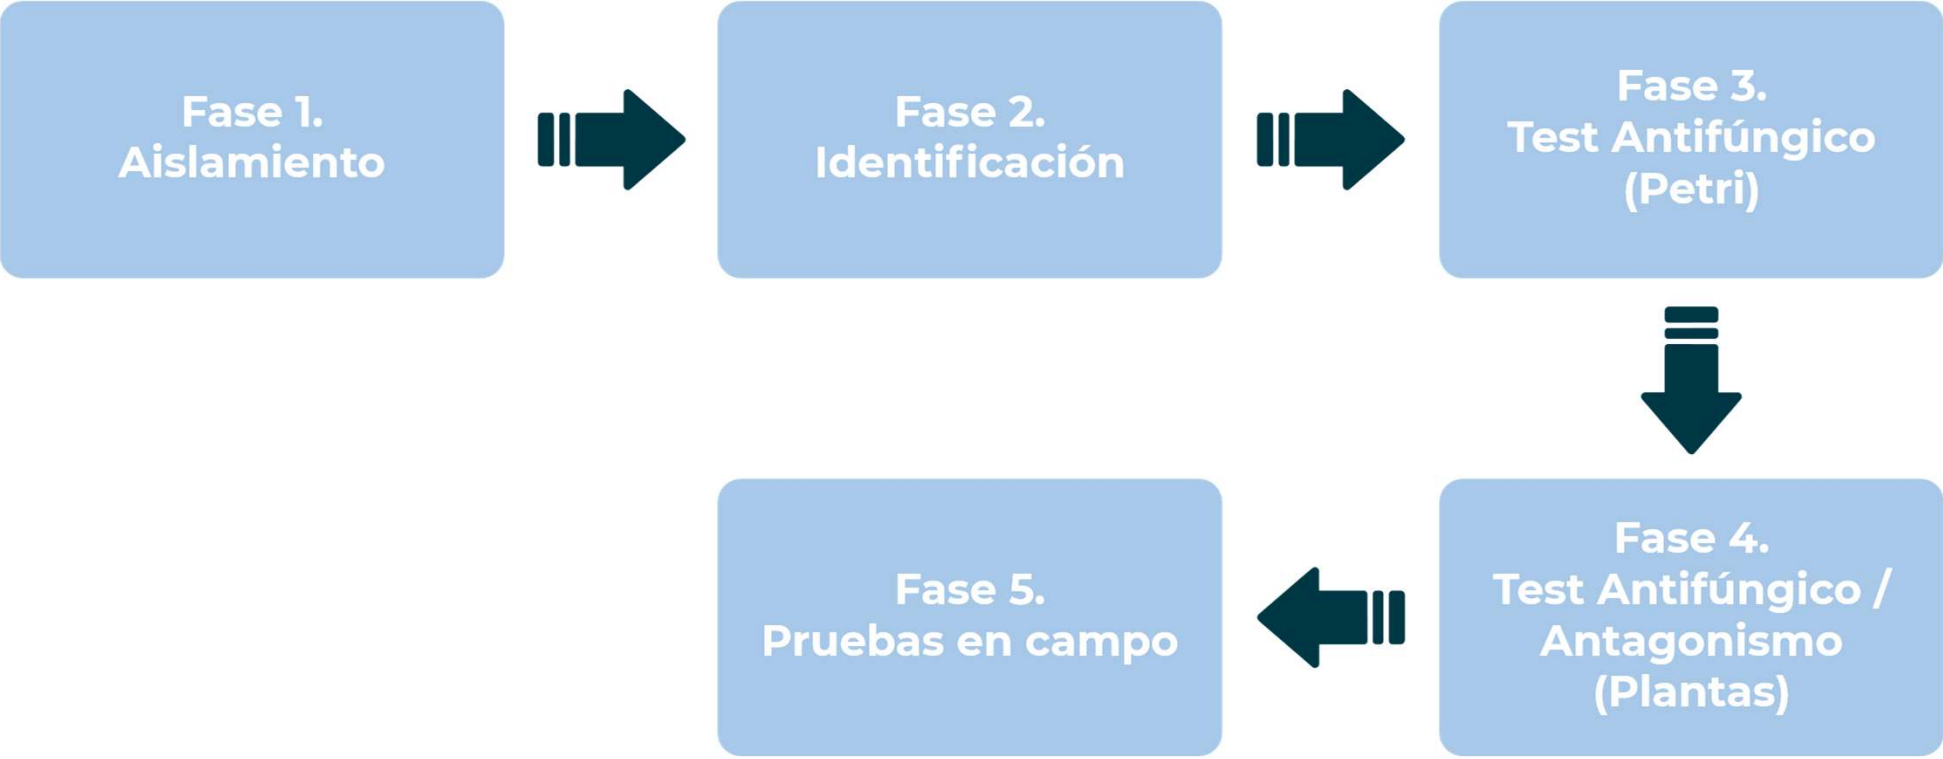 Fase 1.
Aislamiento
Fase 2.
Identificación
Fase 3.
Test Antifúngico
(Petri)
Fase 4.
Test Antifúngico /
Antagonismo
(Plantas)
Fase 5.
Pruebas en campo